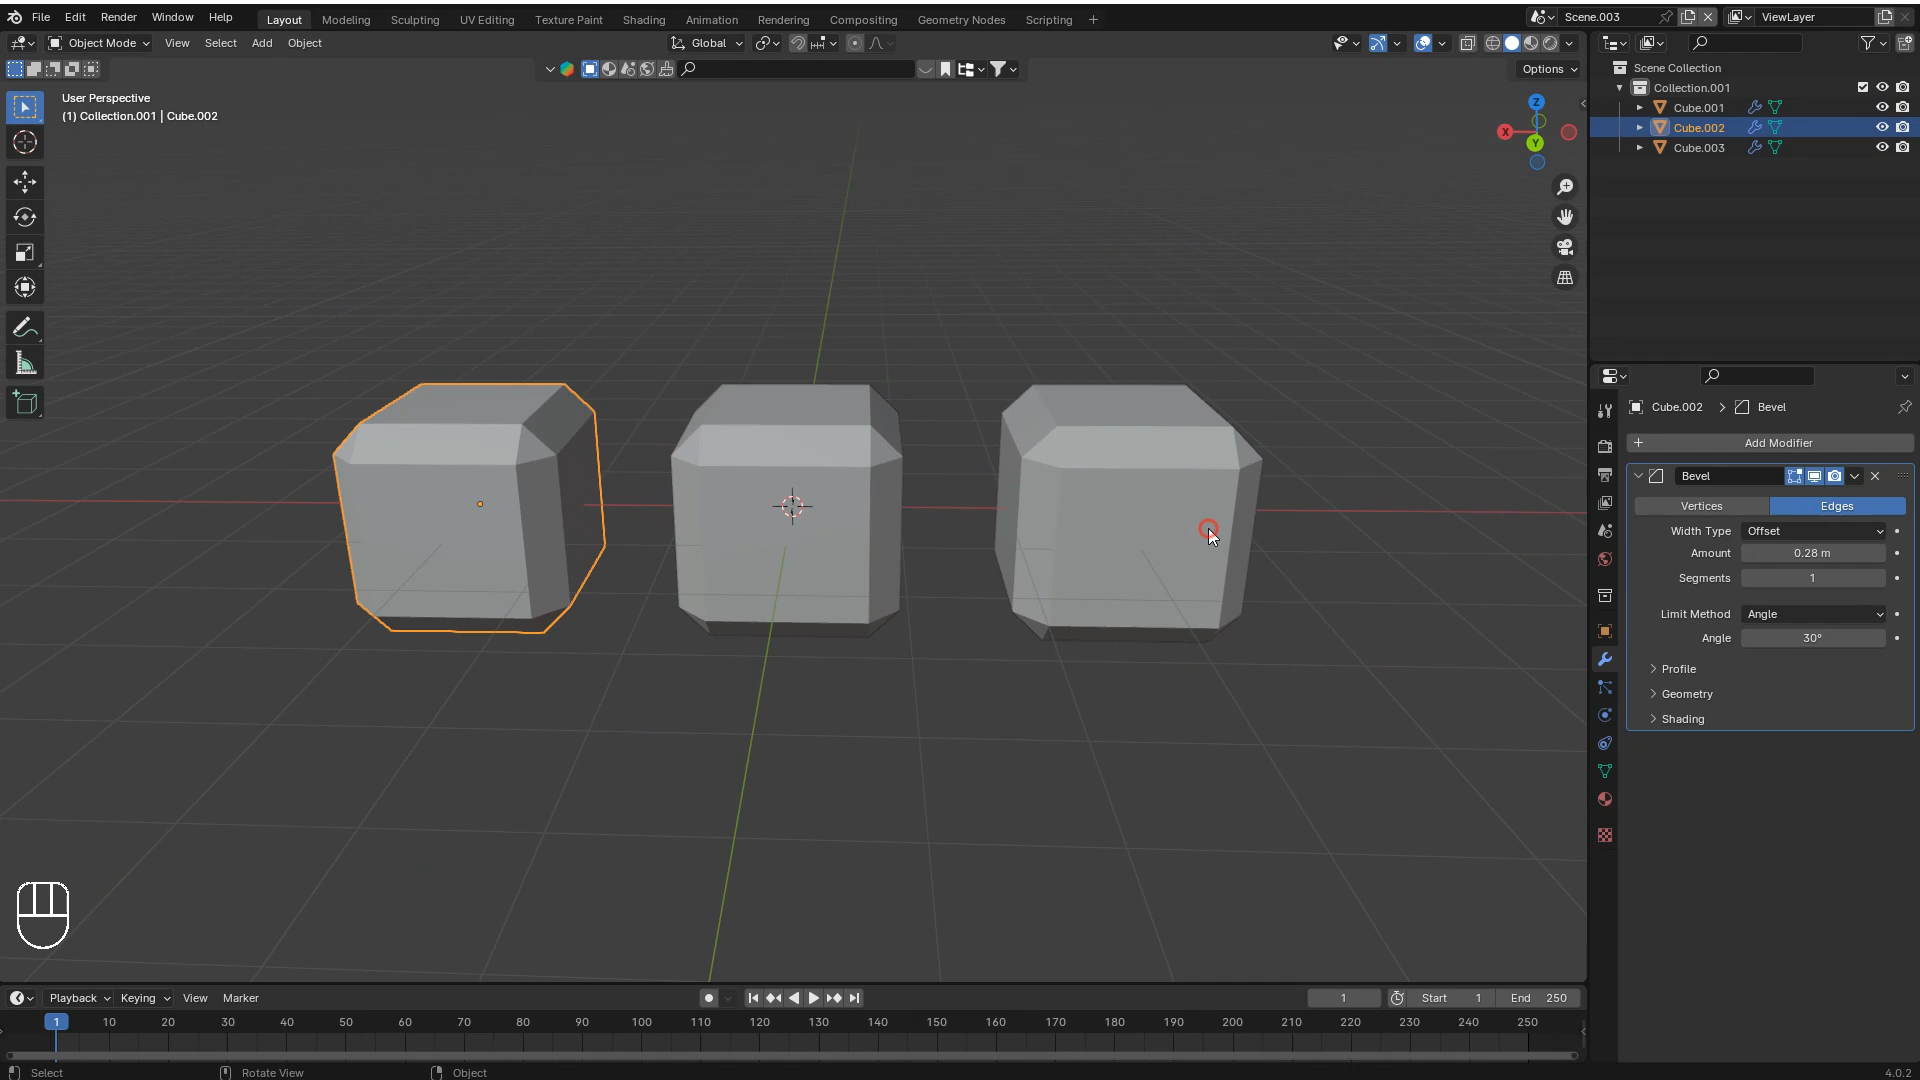 File Edit Render Window Help Layout Modeling Sculpting UV Editing Texture Paint Shading Animation Rendering Compositing Geometry Nodes Scripting + Scene.003 ViewLayer
Object Mode View Select Add Object Global
Options
User Perspective
(1) Collection.001 | Cube.002
Z
X
Y
Scene Collection
Collection.001
Cube.001
Cube.002
Cube.003
Cube.002 Bevel
+ Add Modifier
Bevel
Vertices Edges
Width Type Offset
Amount 0.28 m
Segments 1
Limit Method Angle
Angle 30°
Profile
Geometry
Shading
Playback Keying View Marker 1 Start 1 End 250
1 10 20 30 40 50 60 70 80 90 100 110 120 130 140 150 160 170 180 190 200 210 220 230 240 250
Select Rotate View Object 4.0.2